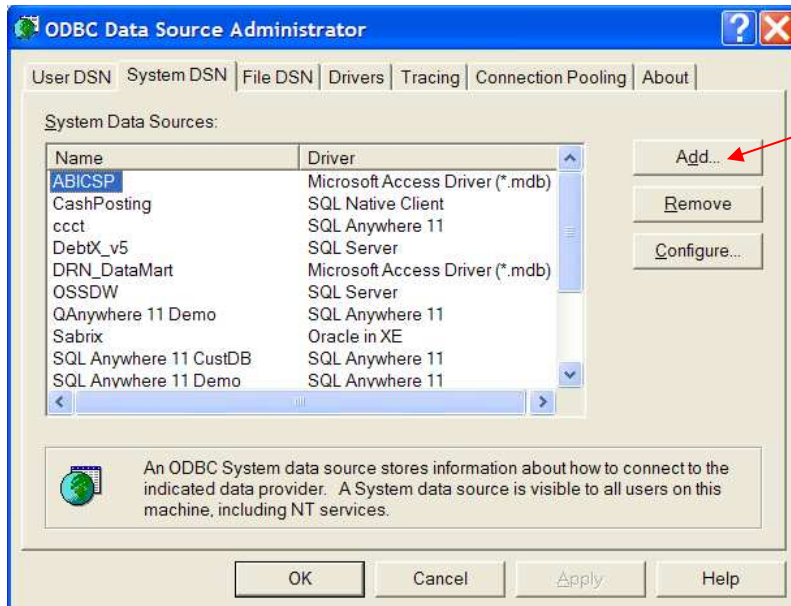 ODBC Data Source Administrator
User DSN System DSN File DSN Drivers Tracing Connection Pooling About
System Data Sources:
Name Driver
ABICSP Microsoft Access Driver (*.mdb)
CashPosting SQL Native Client
ccct SQL Anywhere 11
DebtX_v5 SQL Server
DRN_DataMart Microsoft Access Driver (*.mdb)
OSSDW SQL Server
QAnywhere 11 Demo SQL Anywhere 11
Sabrix Oracle in XE
SQL Anywhere 11 CustDB SQL Anywhere 11
SQL Anywhere 11 Demo SQL Anywhere 11
Add...
Remove
Configure...
An ODBC System data source stores information about how to connect to the
indicated data provider. A System data source is visible to all users on this
machine, including NT services.
OK Cancel Apply Help